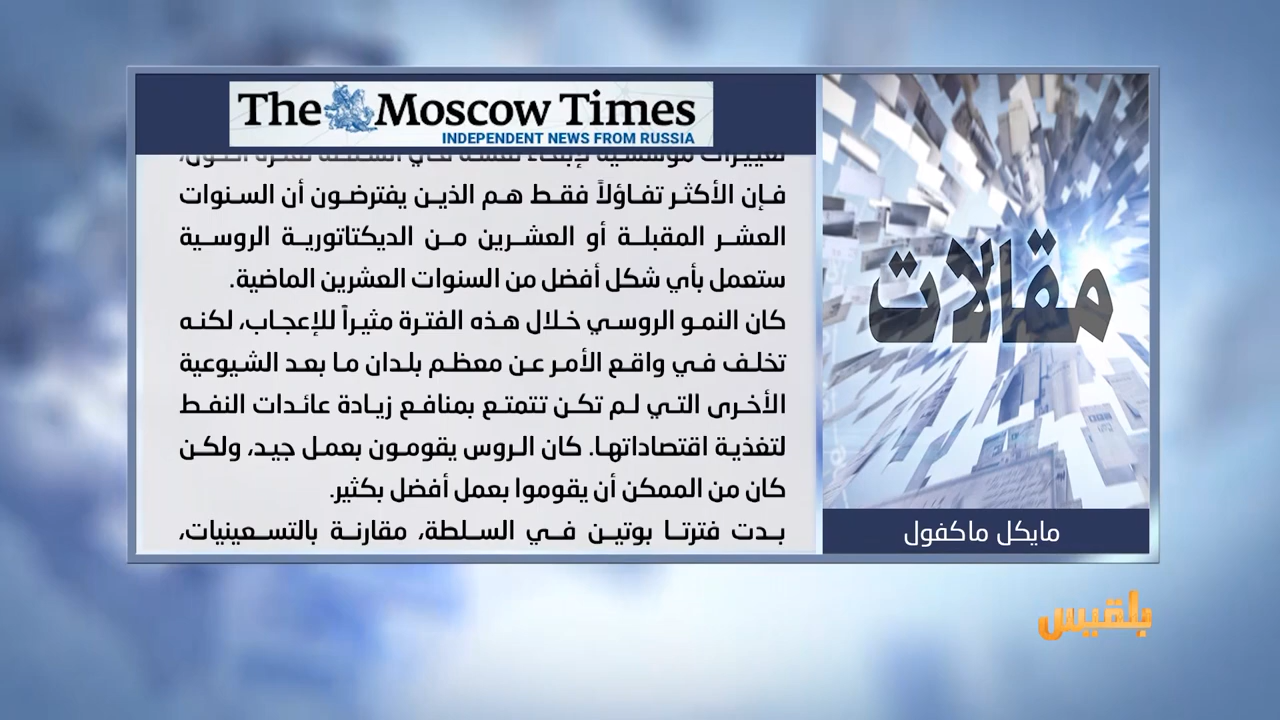 The Moscow Times
INDEPENDENT NEWS FROM RUSSIA
فإن الأكثر تفاؤلاً فقط هم الذين يفترضون أن السنوات
العشر المقبلة أو العشرين من الديكتاتورية الروسية
ستعمل بأي شكل أفضل من السنوات العشرين الماضية.
كان النمو الروسي خلال هذه الفترة مثيراً للإعجاب، لكنه
تخلف في واقع الأمر عن معظم بلدان ما بعد الشيوعية
الأخرى التي لم تكن تتمتع بمنافع زيادة عائدات النفط
لتغذية اقتصاداتها. كان الروس يقومون بعمل جيد، ولكن
كان من الممكن أن يقوموا بعمل أفضل بكثير.
بدت فترتا بوتين في السلطة، مقارنة بالتسعينيات،
مقالات
مايكل ماكفول
بلقيس